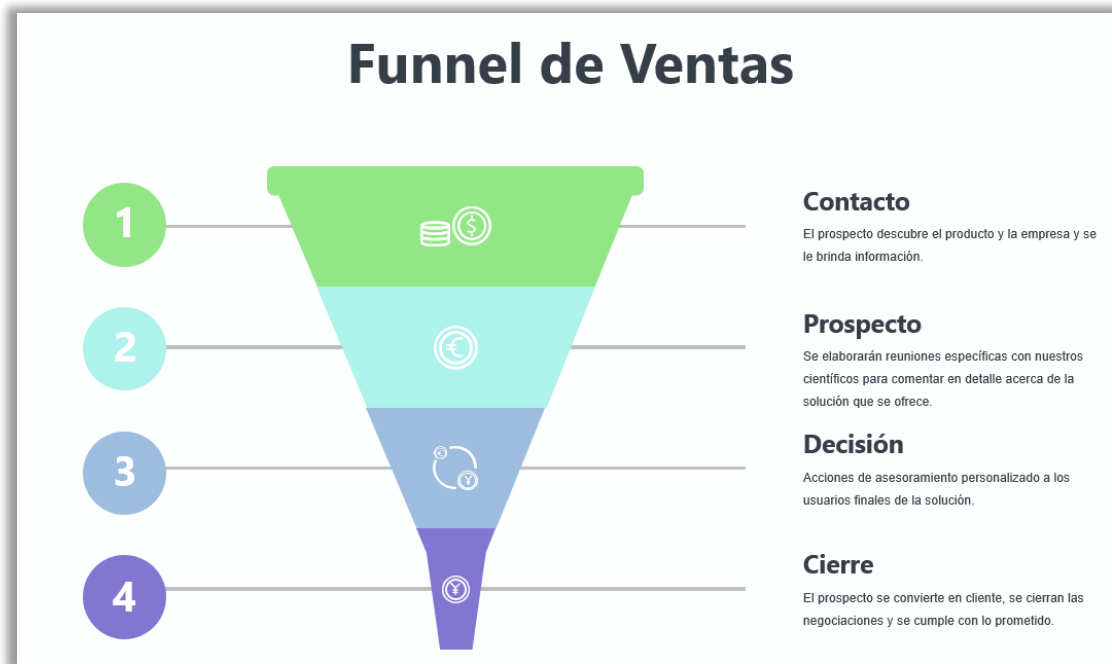 Funnel de Ventas
1
Contacto
El prospecto descubre el producto y la empresa y se
le brinda información.
2
Prospecto
Se elaborarán reuniones específicas con nuestros
científicos para comentar en detalle acerca de la
solución que se ofrece.
3
Decisión
Acciones de asesoramiento personalizado a los
usuarios finales de la solución.
4
Cierre
El prospecto se convierte en cliente, se cierran las
negociaciones y se cumple con lo prometido.